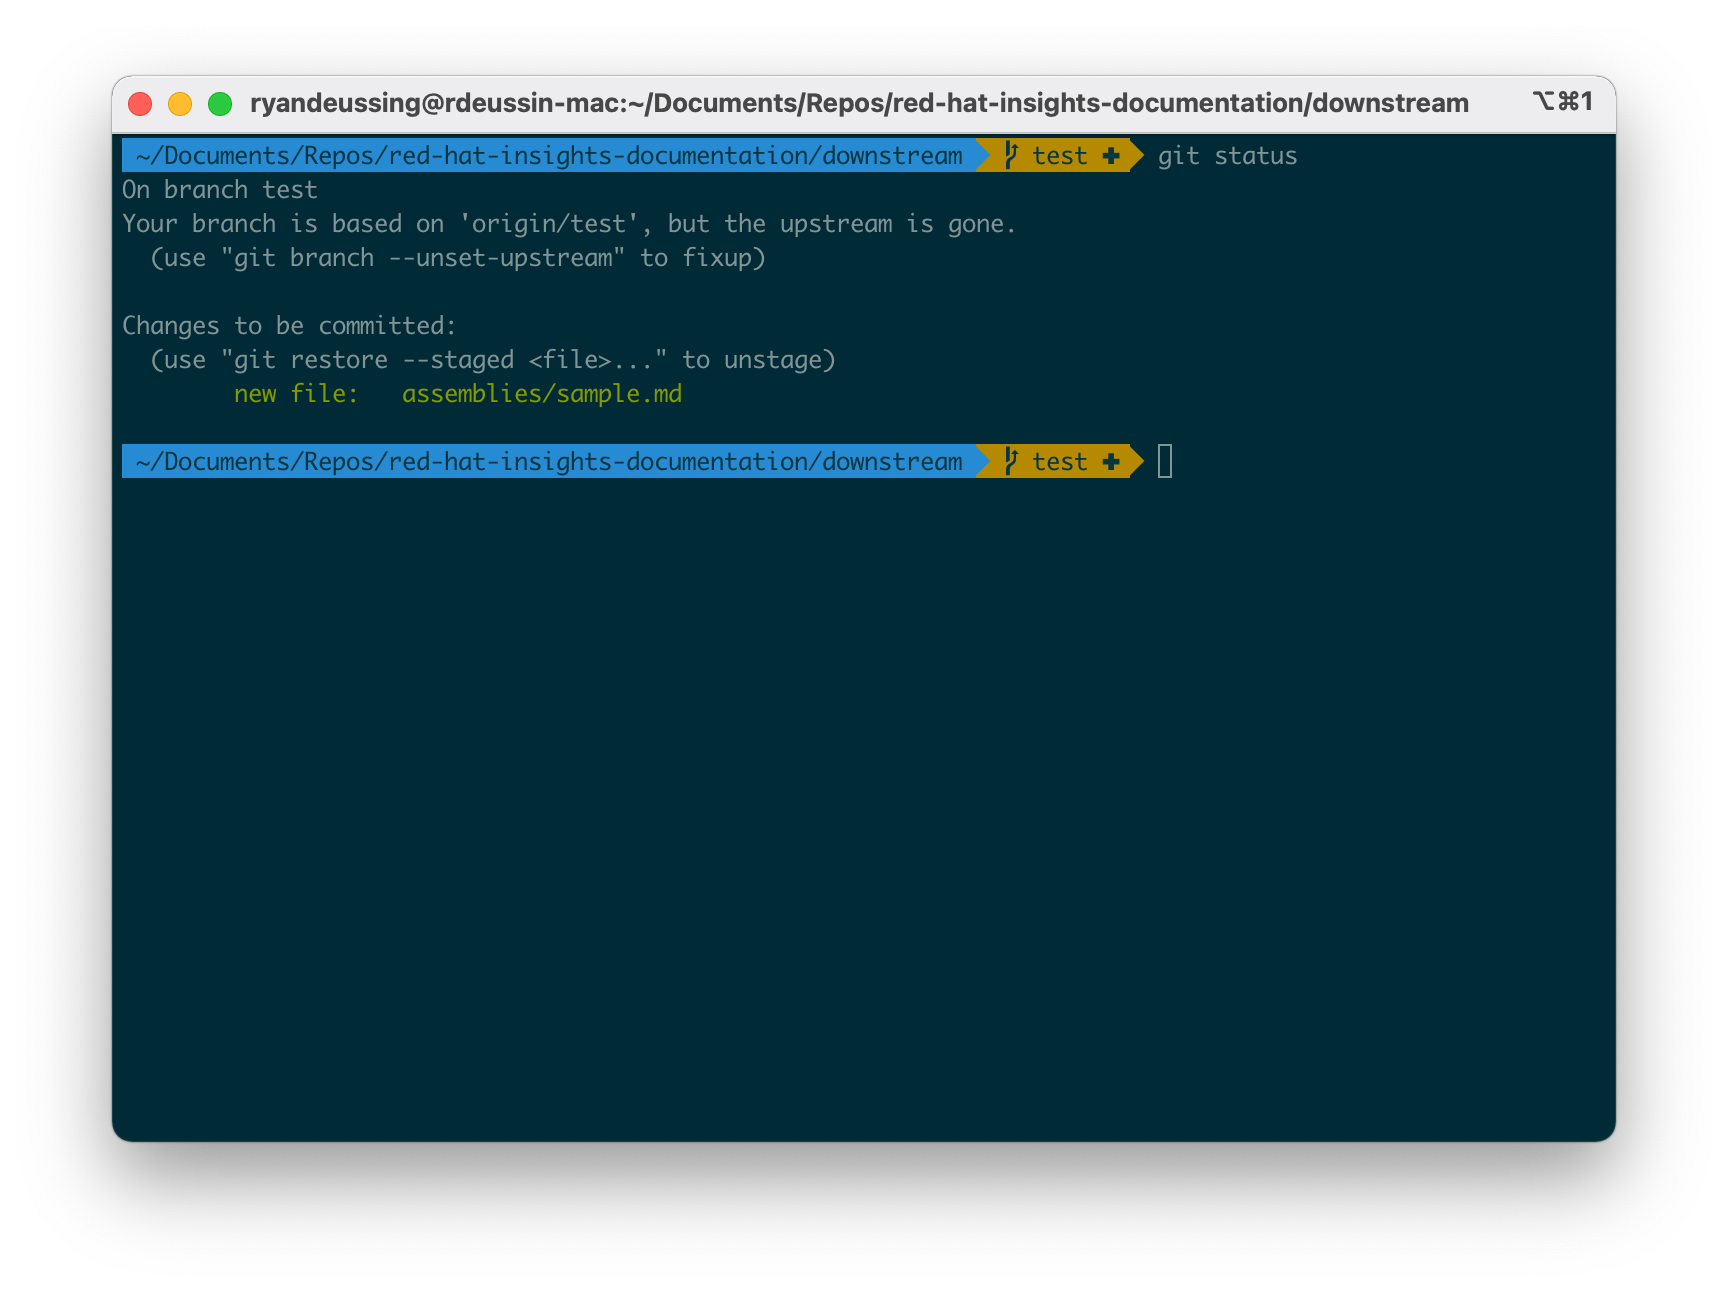 ryandeussing@rdeussin-mac:~/Documents/Repos/red-hat-insights-documentation/downstream ⌥⌘1
~/Documents/Repos/red-hat-insights-documentation/downstream test ✚ git status
On branch test
Your branch is based on 'origin/test', but the upstream is gone.
  (use "git branch --unset-upstream" to fixup)

Changes to be committed:
  (use "git restore --staged <file>..." to unstage)
        new file:   assemblies/sample.md

~/Documents/Repos/red-hat-insights-documentation/downstream test ✚